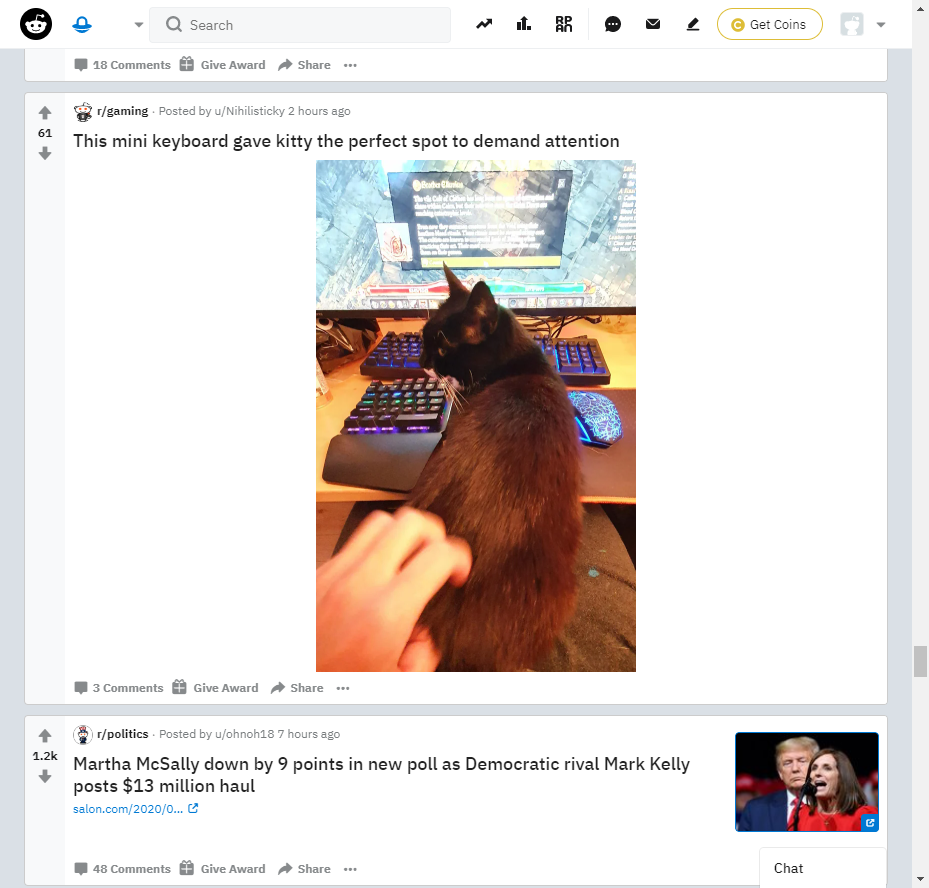 Search
Get Coins
18 Comments Give Award Share
r/gaming · Posted by u/Nihilisticky 2 hours ago
61
This mini keyboard gave kitty the perfect spot to demand attention
3 Comments Give Award Share
r/politics · Posted by u/ohnoh18 7 hours ago
1.2k
Martha McSally down by 9 points in new poll as Democratic rival Mark Kelly
posts $13 million haul
salon.com/2020/0...
48 Comments Give Award Share
Chat